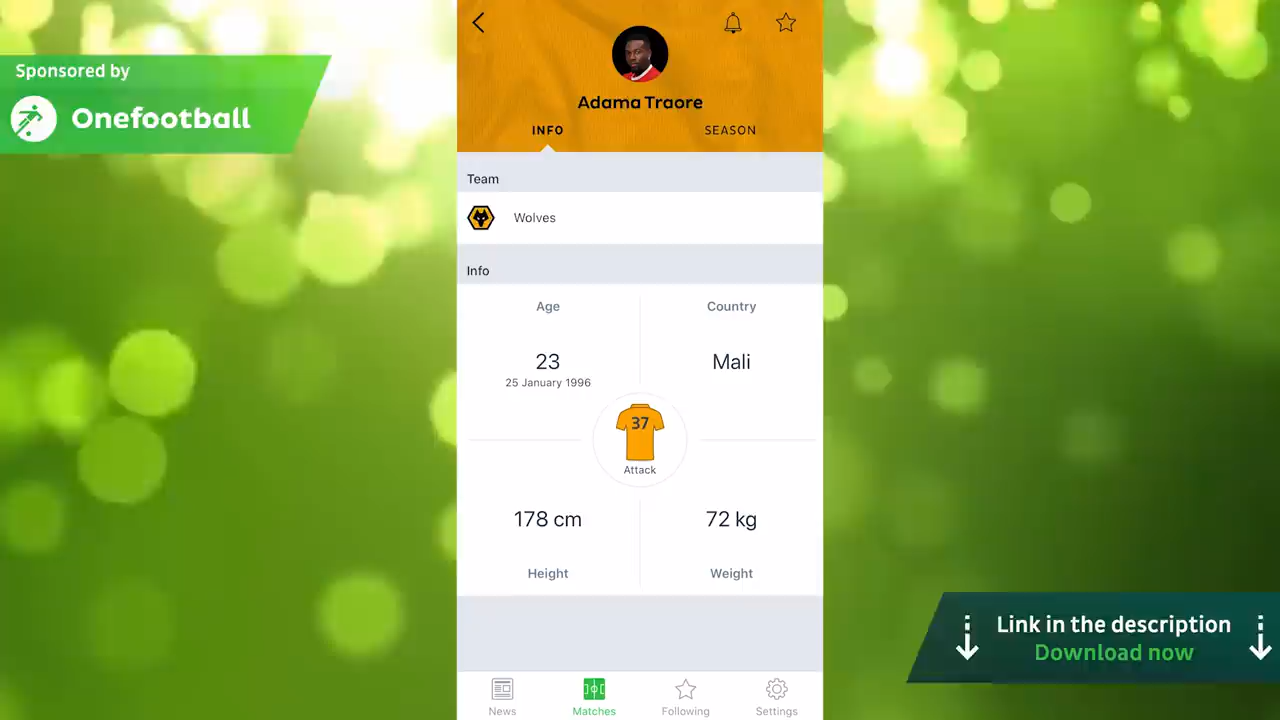 Sponsored by
Onefootball
Adama Traore
INFO
SEASON
Team
Wolves
Info
Age
Country
23
25 January 1996
Mali
37
Attack
178 cm
72 kg
Height
Weight
News
Matches
Following
Settings
Link in the description
Download now